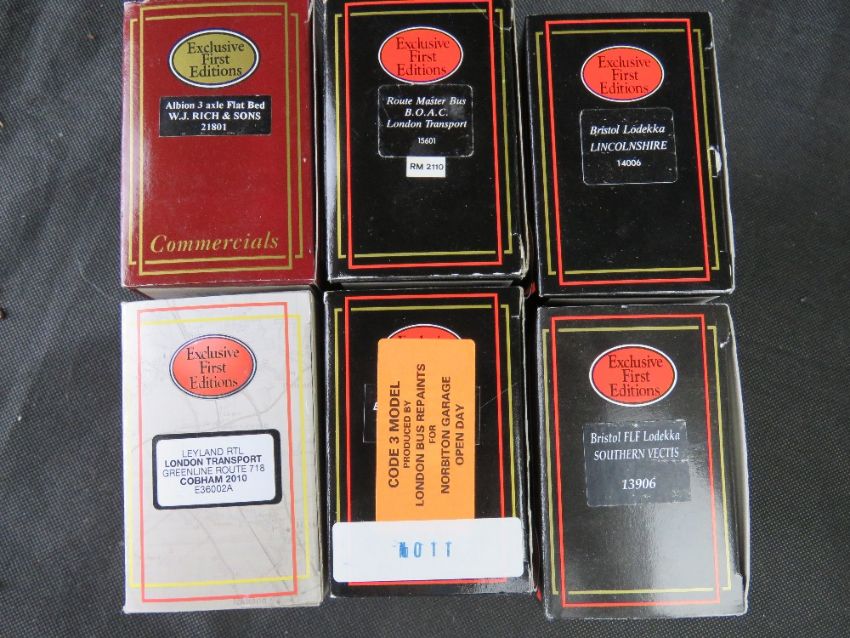 Exclusive
First
Editions
Albion 3 axle Flat Bed
W.J. RICH & SONS
21801
Commercials
Exclusive
First
Editions
Route Master Bus
B.O.A.C.
London Transport
15601
RM 2110
Exclusive
First
Editions
Bristol Lodekka
LINCOLNSHIRE
14006
Exclusive
First
Editions
LEYLAND RTL
LONDON TRANSPORT
GREENLINE ROUTE 718
COBHAM 2010
E36002A
CODE 3 MODEL
PRODUCED BY
LONDON BUS REPAINTS
FOR
NORBITON GARAGE
OPEN DAY
№011
Exclusive
First
Editions
Bristol FLF Lodekka
SOUTHERN VECTIS
13906